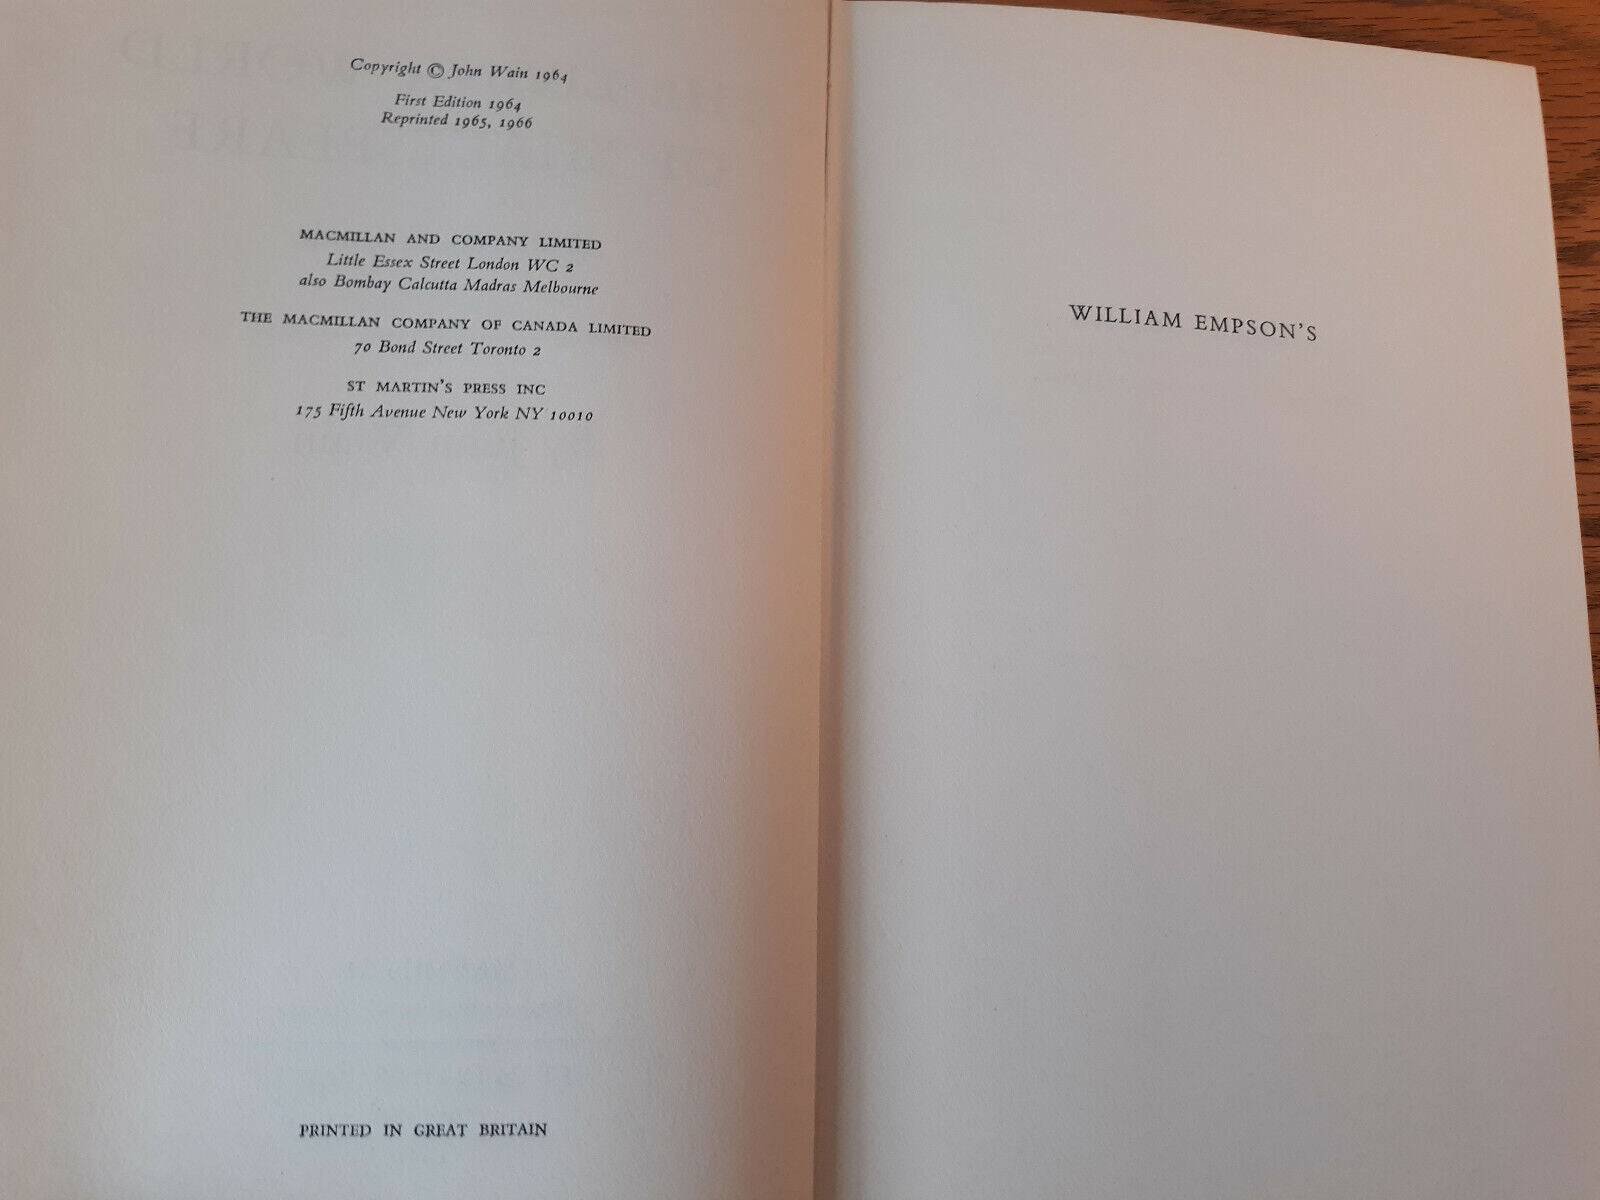 Copyright © John Wain 1964
First Edition 1964
Reprinted 1965, 1966
MACMILLAN AND COMPANY LIMITED
Little Essex Street London WC 2
also Bombay Calcutta Madras Melbourne
THE MACMILLAN COMPANY OF CANADA LIMITED
70 Bond Street Toronto 2
ST MARTIN'S PRESS INC
175 Fifth Avenue New York NY 10010
PRINTED IN GREAT BRITAIN
WILLIAM EMPSON'S